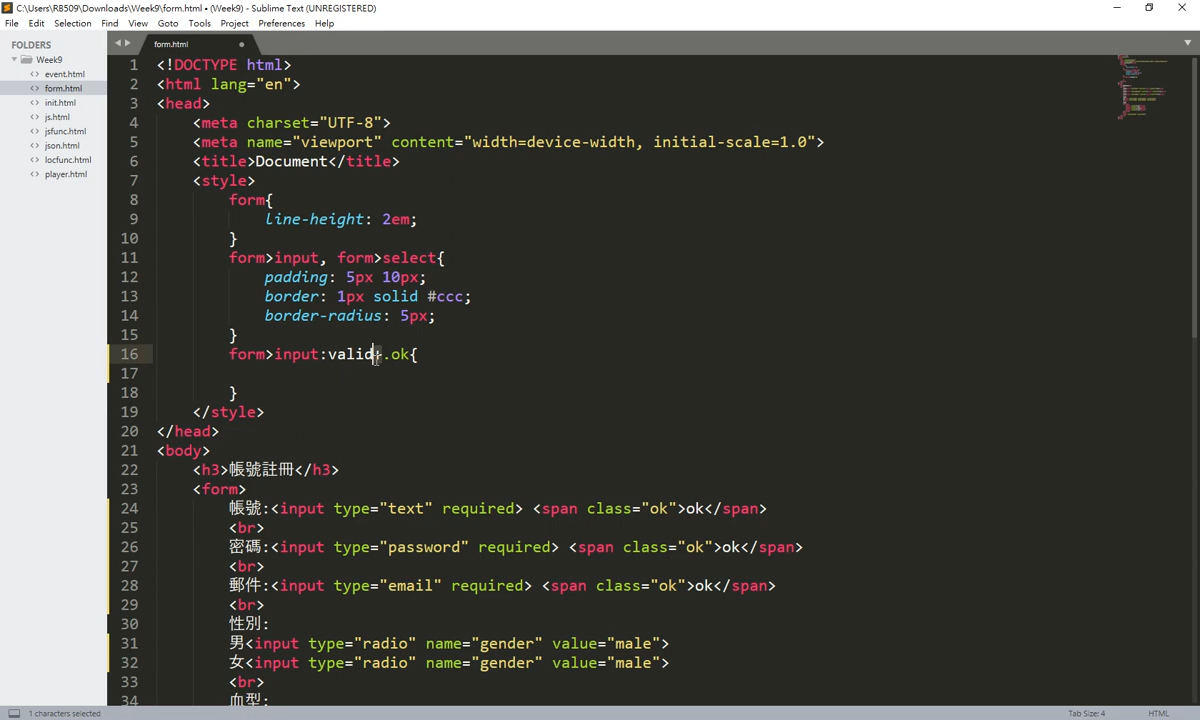 C:\Users\RB509\Downloads\Week9\form.html • (Week9) - Sublime Text (UNREGISTERED)
File Edit Selection Find View Goto Tools Project Preferences Help
FOLDERS
Week9
event.html
form.html
init.html
js.html
jsfunc.html
json.html
locfunc.html
player.html
form.html
1 <!DOCTYPE html>
2 <html lang="en">
3 <head>
4 <meta charset="UTF-8">
5 <meta name="viewport" content="width=device-width, initial-scale=1.0">
6 <title>Document</title>
7 <style>
8 form{
9 line-height: 2em;
10 }
11 form>input, form>select{
12 padding: 5px 10px;
13 border: 1px solid #ccc;
14 border-radius: 5px;
15 }
16 form>input:valid+.ok{
17
18 }
19 </style>
20 </head>
21 <body>
22 <h3>帳號註冊</h3>
23 <form>
24 帳號:<input type="text" required> <span class="ok">ok</span>
25 <br>
26 密碼:<input type="password" required> <span class="ok">ok</span>
27 <br>
28 郵件:<input type="email" required> <span class="ok">ok</span>
29 <br>
30 性別:
31 男<input type="radio" name="gender" value="male">
32 女<input type="radio" name="gender" value="male">
33 <br>
34 血型:
1 characters selected
Tab Size: 4
HTML